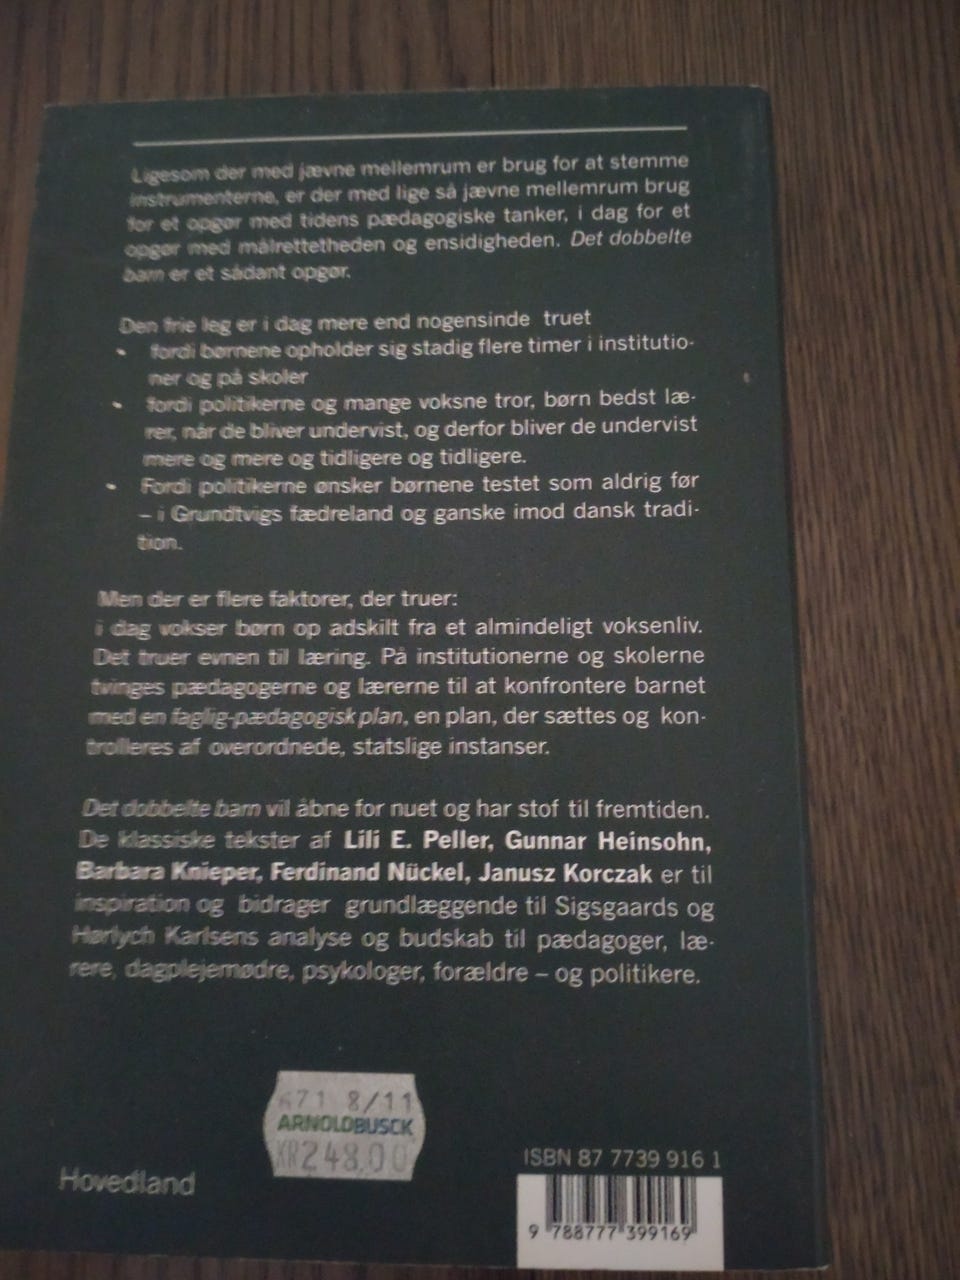 Ligesom der med jævne mellemrum er brug for at stemme
instrumenterne, er der med lige så jævne mellemrum brug
for et opgør med tidens pædagogiske tanker, i dag for et
opgør med målrettetheden og ensidigheden. Det dobbelte
barn er et sådant opgør.
Den frie leg er i dag mere end nogensinde truet
• fordi børnene opholder sig stadig flere timer i institutio-
ner og på skoler
• fordi politikerne og mange voksne tror, børn bedst læ-
rer, når de bliver undervist, og derfor bliver de undervist
mere og mere og tidligere og tidligere.
• Fordi politikerne ønsker børnene testet som aldrig før
– i Grundtvigs fædreland og ganske imod dansk tradi-
tion.
Men der er flere faktorer, der truer:
i dag vokser børn op adskilt fra et almindeligt voksenliv.
Det truer evnen til læring. På institutionerne og skolerne
tvinges pædagogerne og lærerne til at konfrontere barnet
med en faglig-pædagogisk plan, en plan, der sættes og kon-
trolleres af overordnede, statslige instanser.
Det dobbelte barn vil åbne for nuet og har stof til fremtiden.
De klassiske tekster af Lili E. Peller, Gunnar Heinsohn,
Barbara Knieper, Ferdinand Nückel, Janusz Korczak er til
inspiration og bidrager grundlæggende til Sigsgaards og
Hørlych Karlsens analyse og budskab til pædagoger, læ-
rere, dagplejemødre, psykologer, forældre – og politikere.
671 8/11
ARNOLDBUSCK
KR248,00
Hovedland
ISBN 87 7739 916 1
9 788777 399169